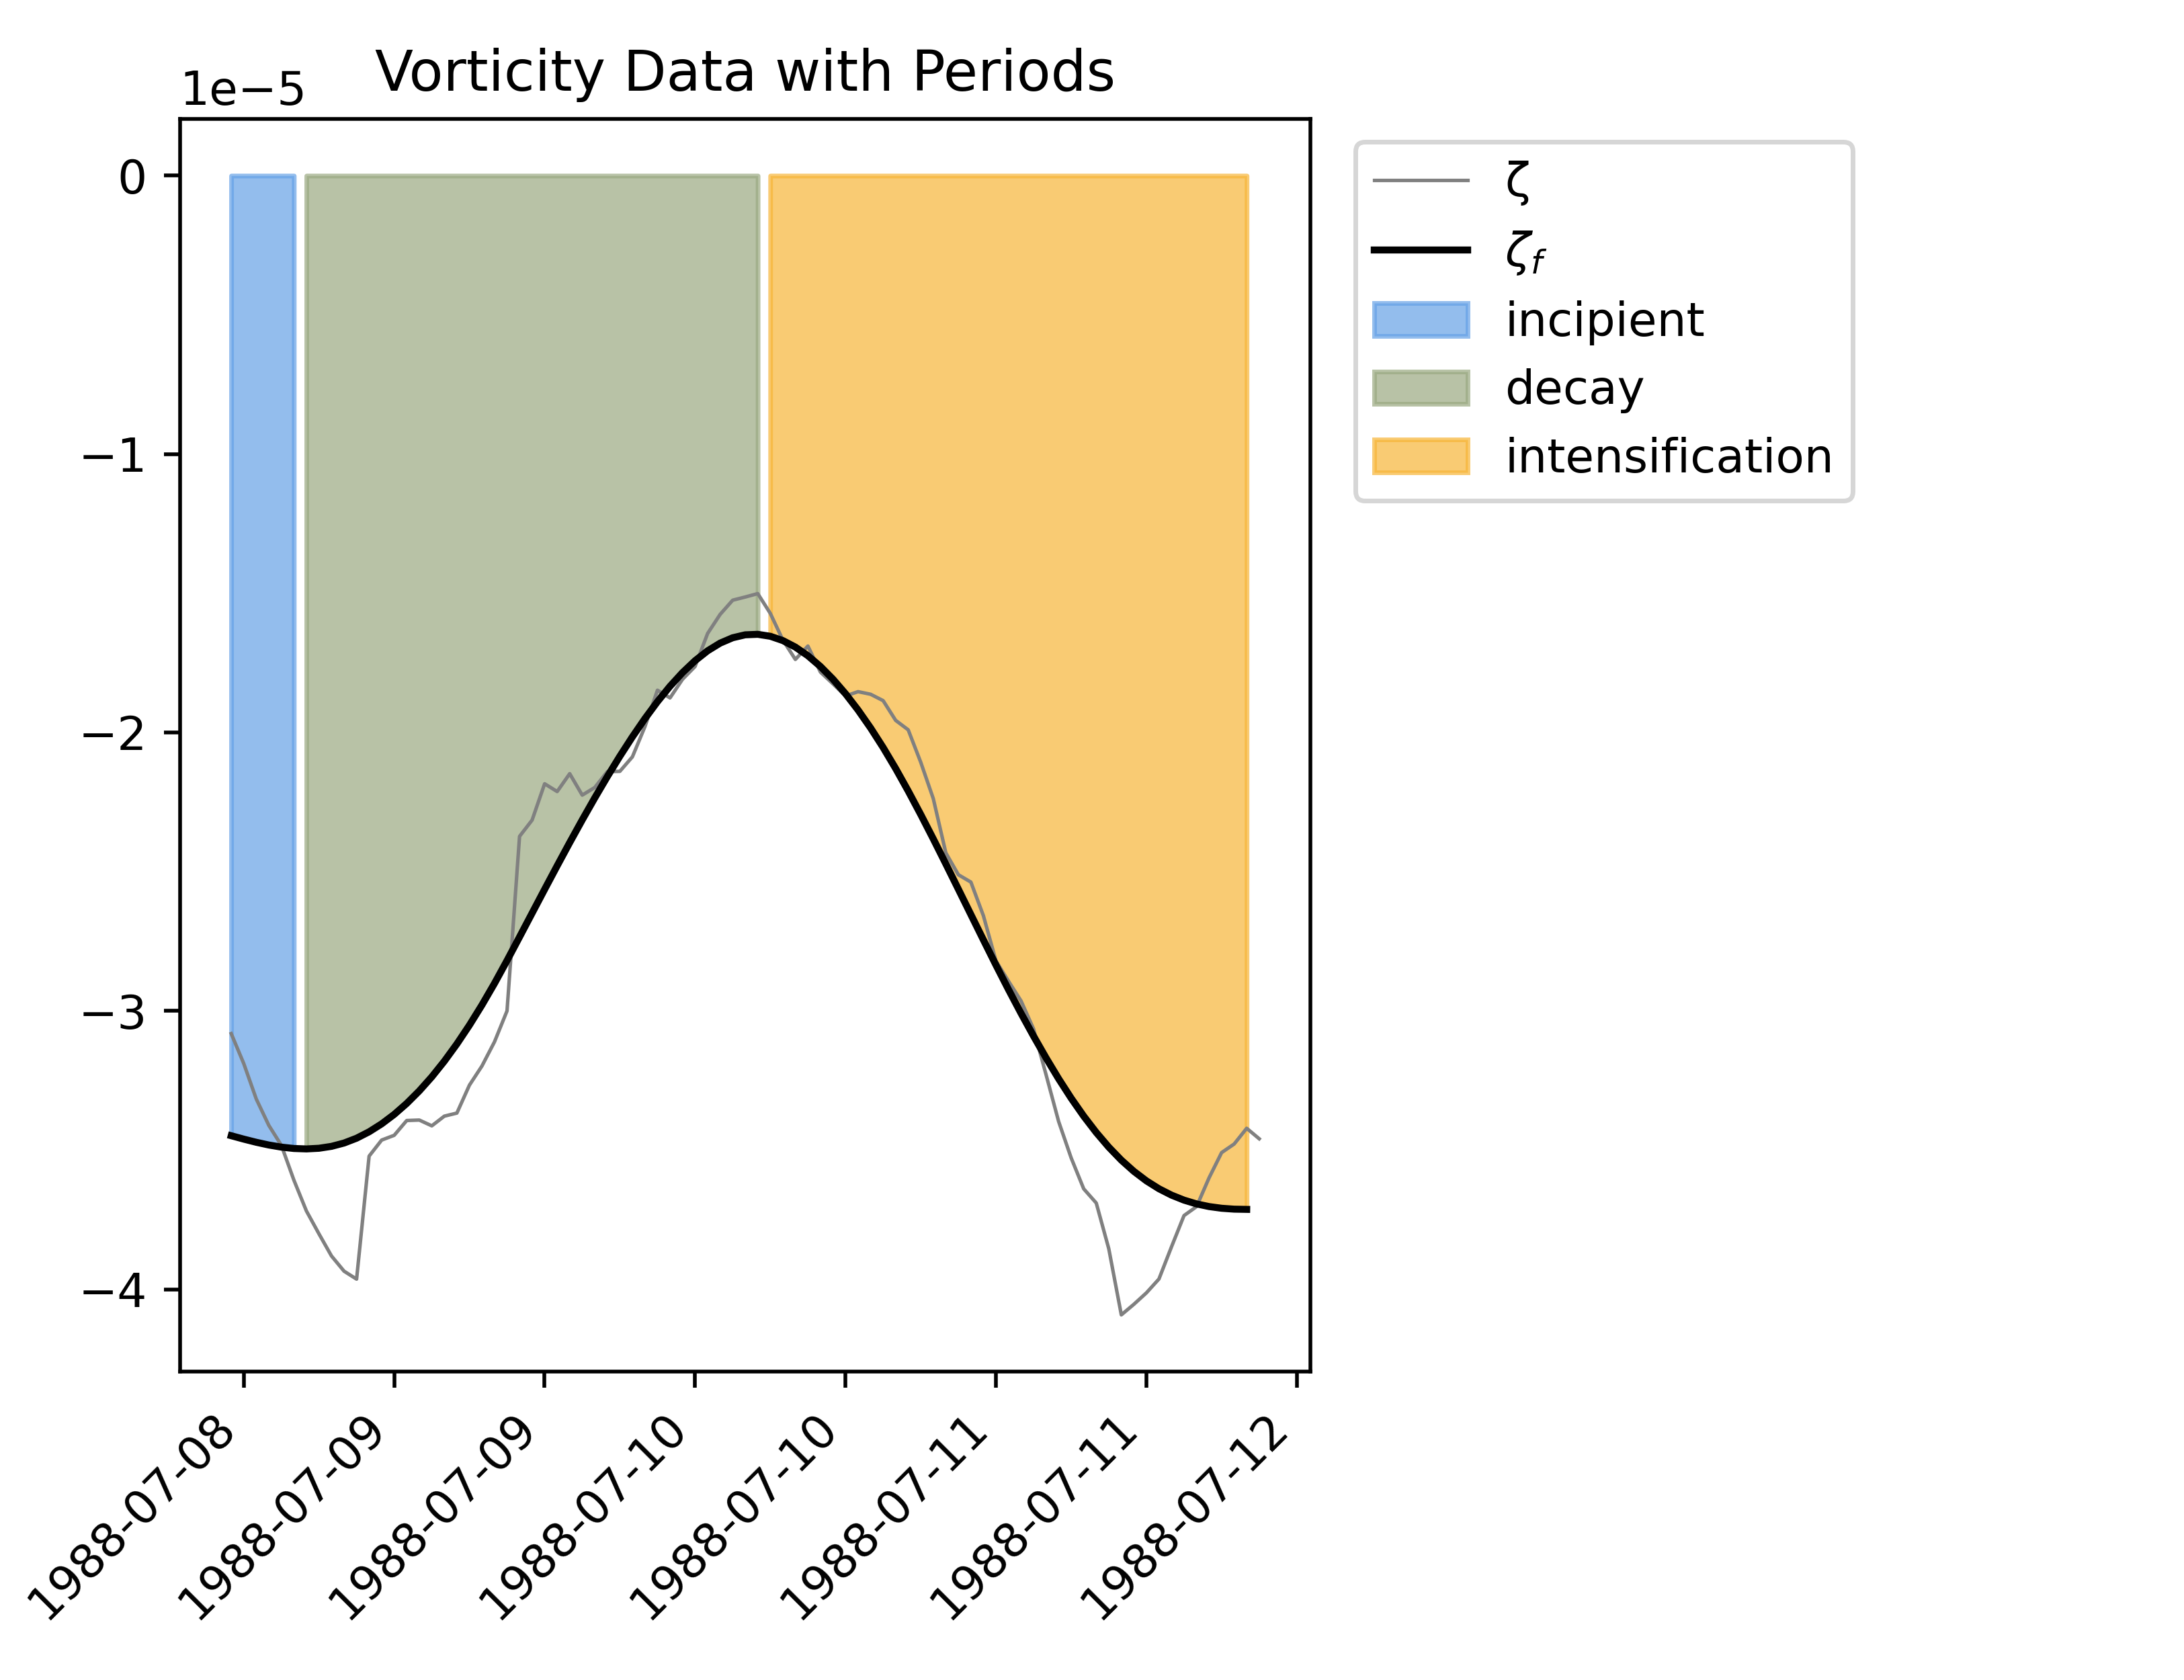 Vorticity Data with Periods
1e−5
0
−1
−2
−3
−4
1988-07-08
1988-07-09
1988-07-09
1988-07-10
1988-07-10
1988-07-11
1988-07-11
1988-07-12
ζ
ζf
incipient
decay
intensification